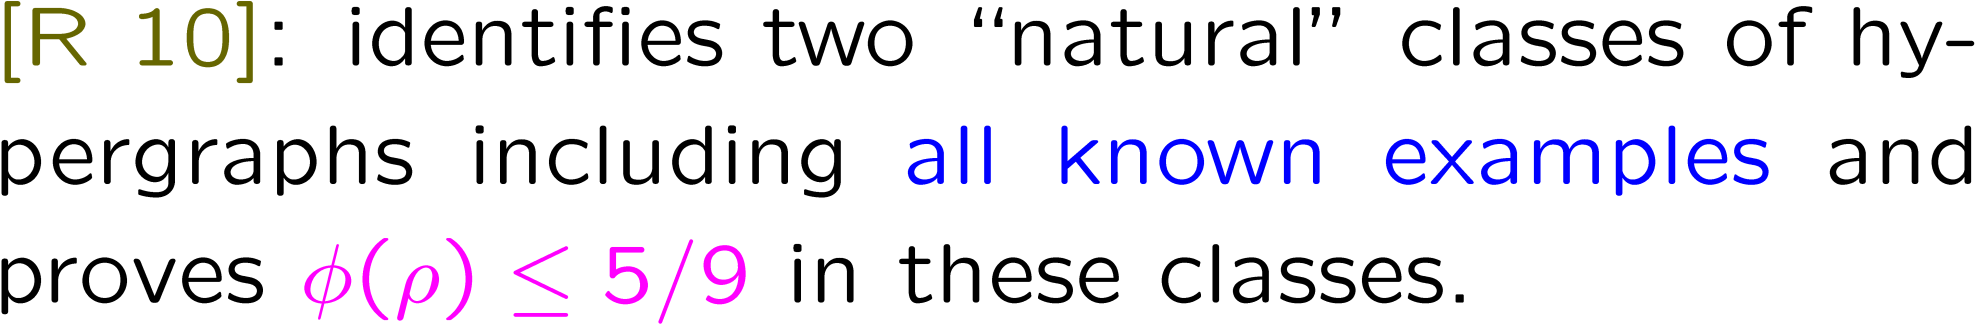 [R 10]: identifies two “natural” classes of hy-
pergraphs including all known examples and
proves ϕ(ρ) ≤ 5/9 in these classes.